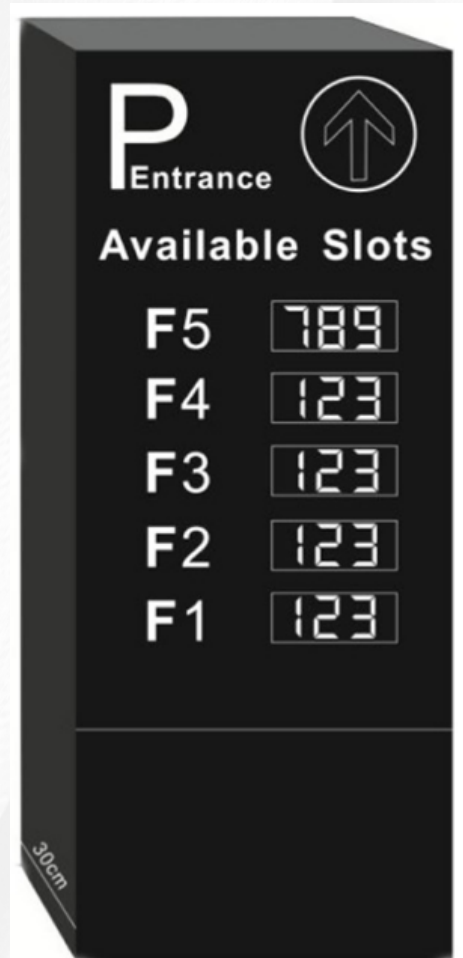 P
Entrance
Available Slots
F5 789
F4 123
F3 123
F2 123
F1 123
30cm